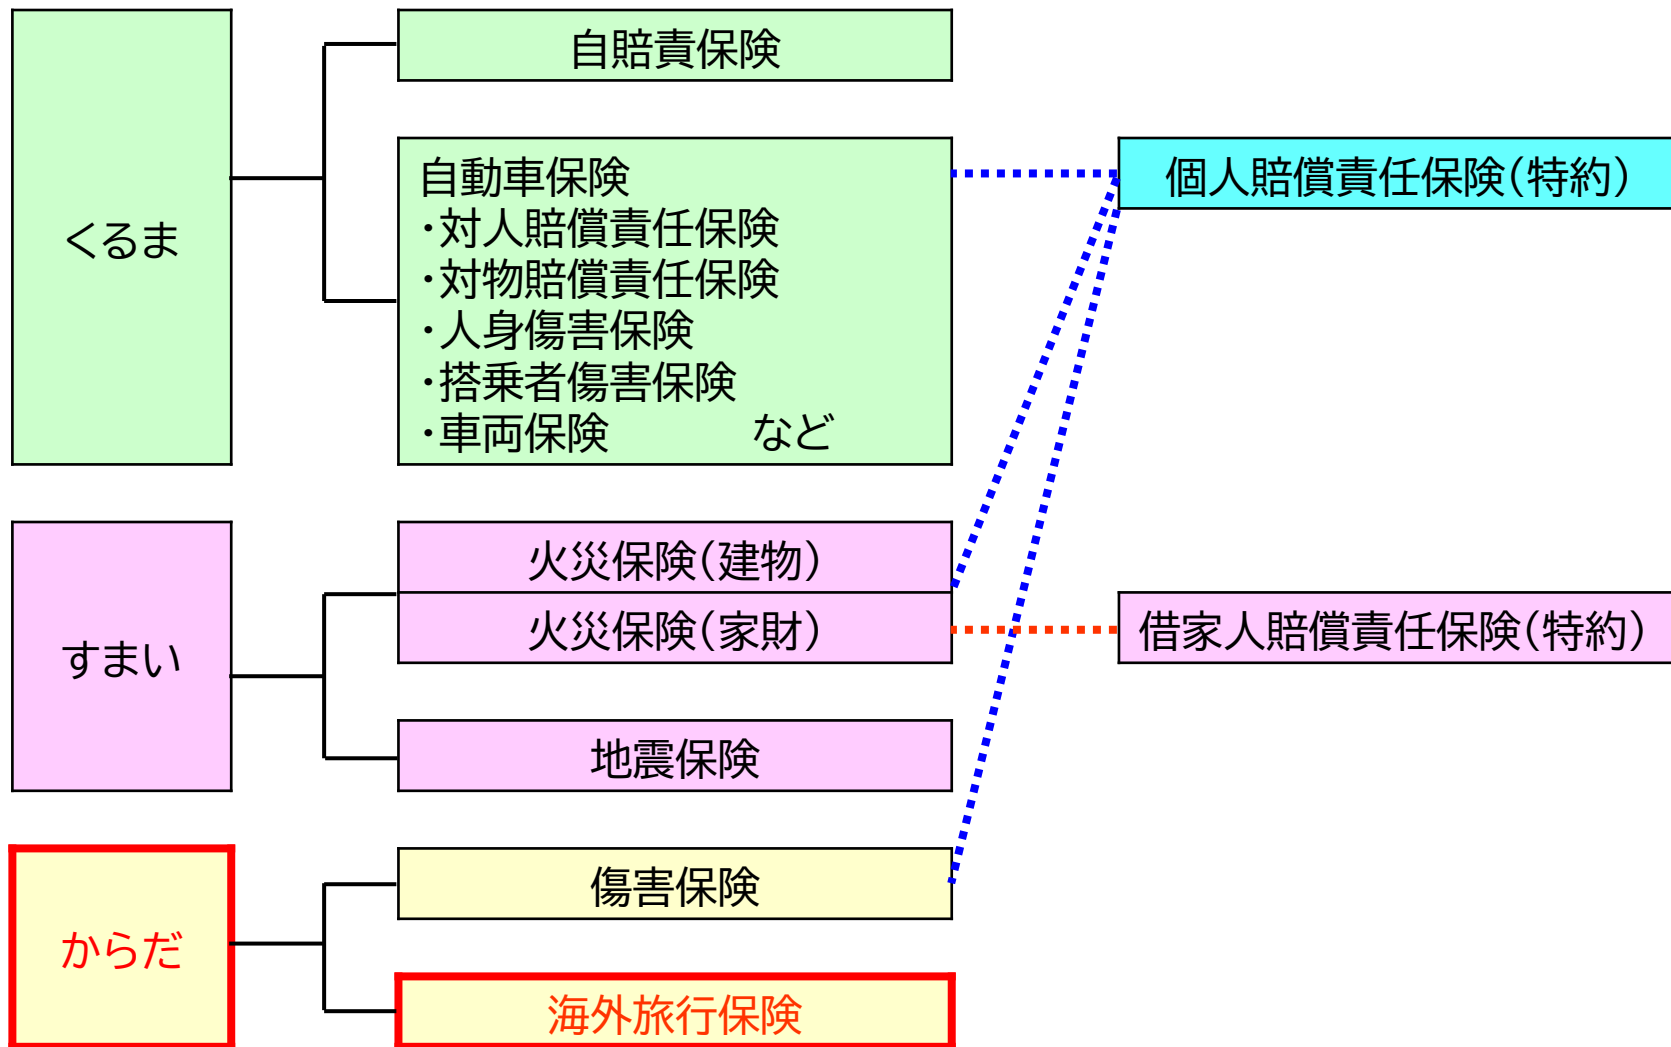 くるま
自賠責保険
自動車保険
・対人賠償責任保険
・対物賠償責任保険
・人身傷害保険
・搭乗者傷害保険
・車両保険　　　など
個人賠償責任保険(特約)
すまい
火災保険(建物)
火災保険(家財)
借家人賠償責任保険(特約)
地震保険
からだ
傷害保険
海外旅行保険